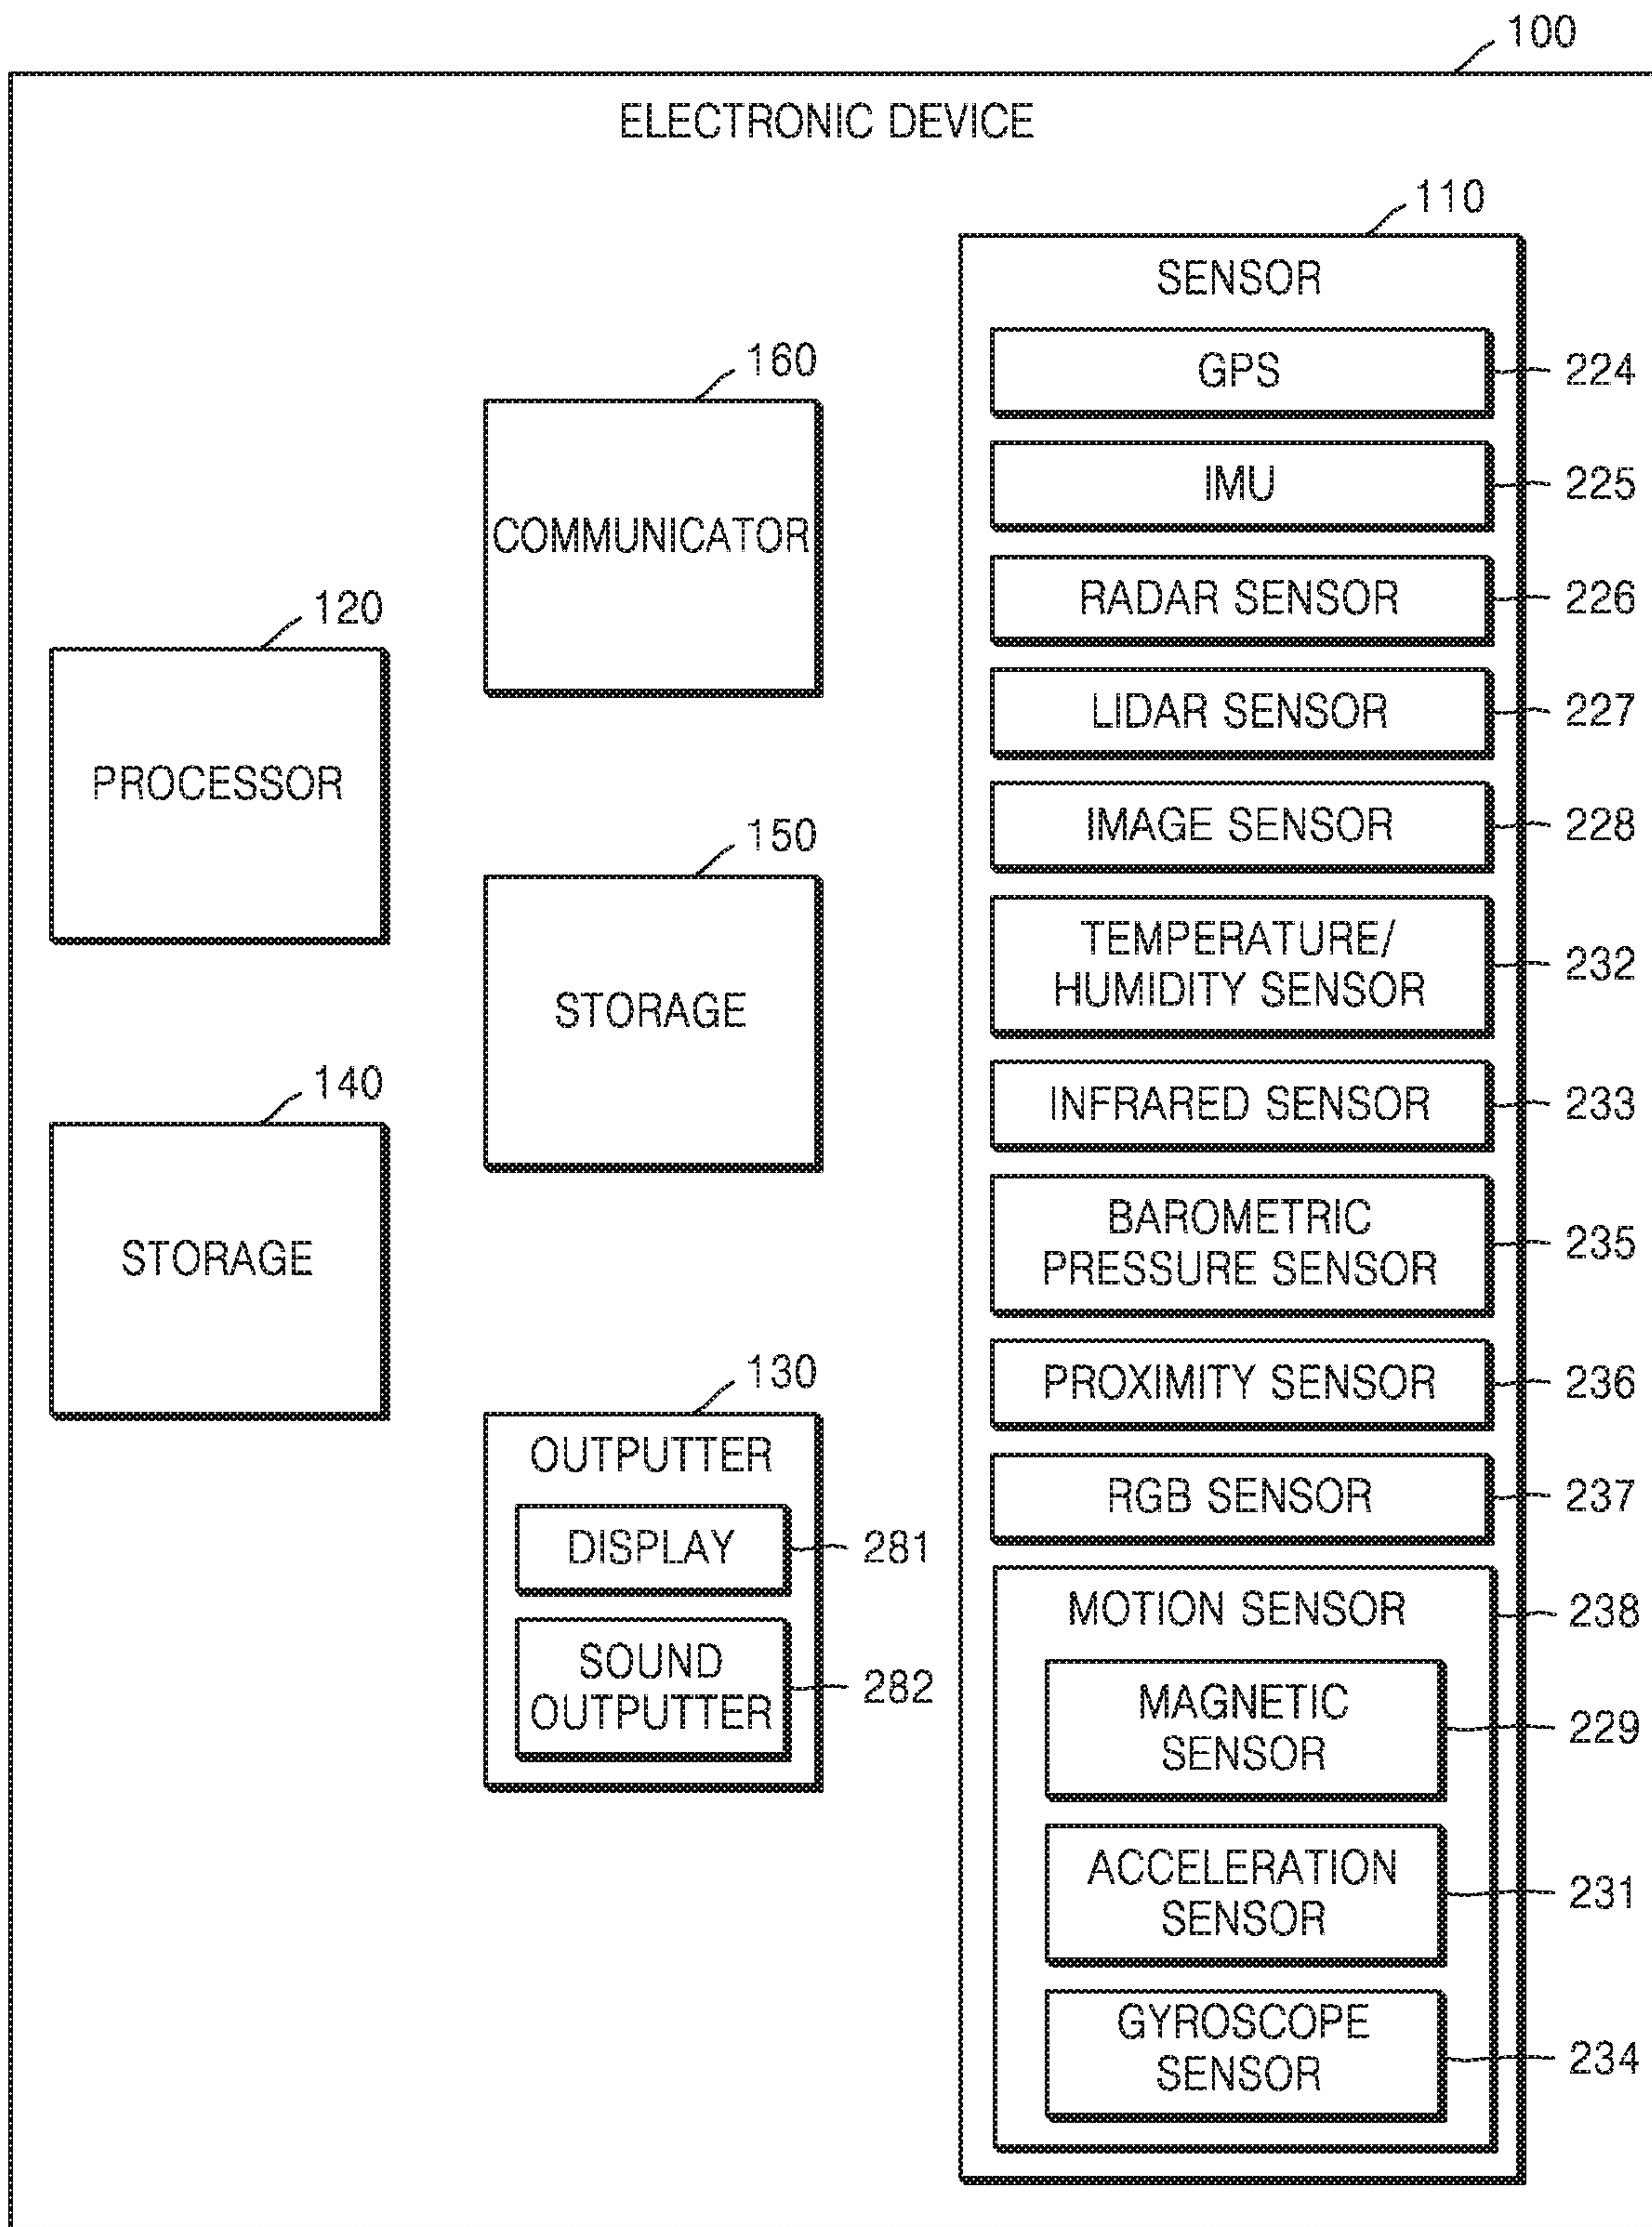 100
ELECTRONIC DEVICE
110
SENSOR
GPS
224
IMU
225
RADAR SENSOR
226
LIDAR SENSOR
227
IMAGE SENSOR
228
TEMPERATURE/
HUMIDITY SENSOR
232
INFRARED SENSOR
233
BAROMETRIC
PRESSURE SENSOR
235
PROXIMITY SENSOR
236
RGB SENSOR
237
MOTION SENSOR
238
MAGNETIC
SENSOR
229
ACCELERATION
SENSOR
231
GYROSCOPE
SENSOR
234
160
COMMUNICATOR
120
PROCESSOR
150
STORAGE
140
STORAGE
130
OUTPUTTER
DISPLAY
281
SOUND
OUTPUTTER
282